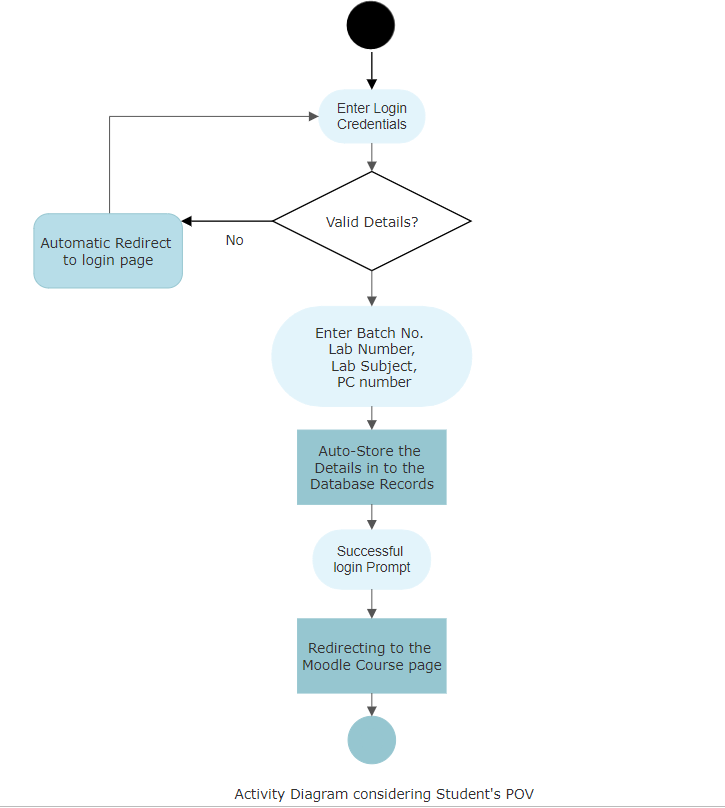 Enter Login
Credentials
Valid Details?
No
Automatic Redirect
to login page
Enter Batch No.
Lab Number,
Lab Subject,
PC number
Auto-Store the
Details in to the
Database Records
Successful
login Prompt
Redirecting to the
Moodle Course page
Activity Diagram considering Student's POV